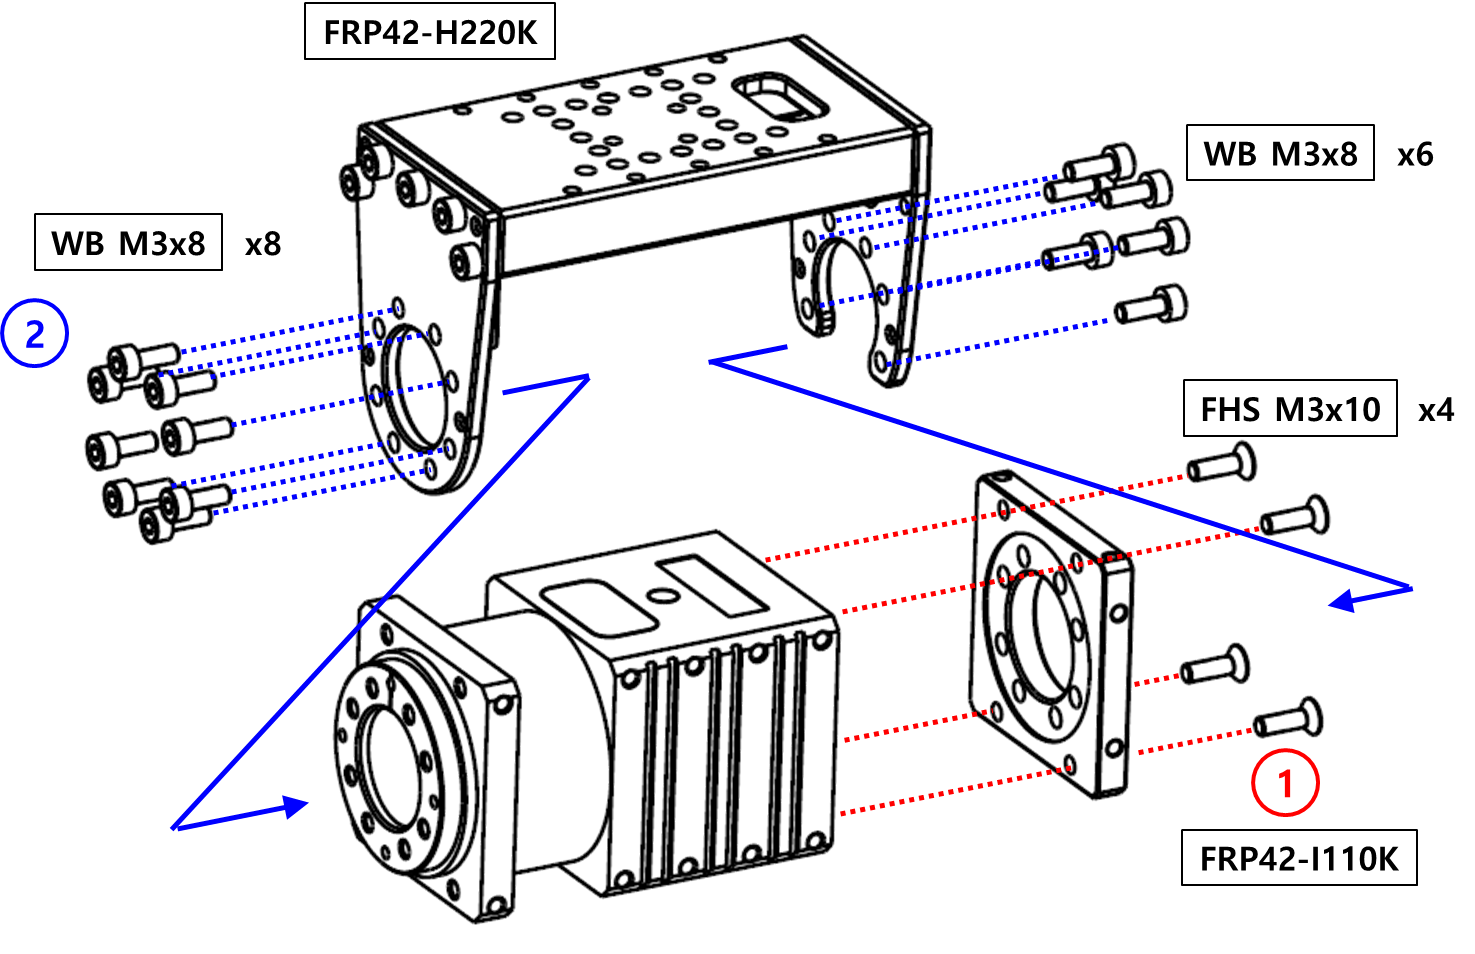 FRP42-H220K
WB M3x8 x6
WB M3x8 x8
2
FHS M3x10 x4
1
FRP42-I110K